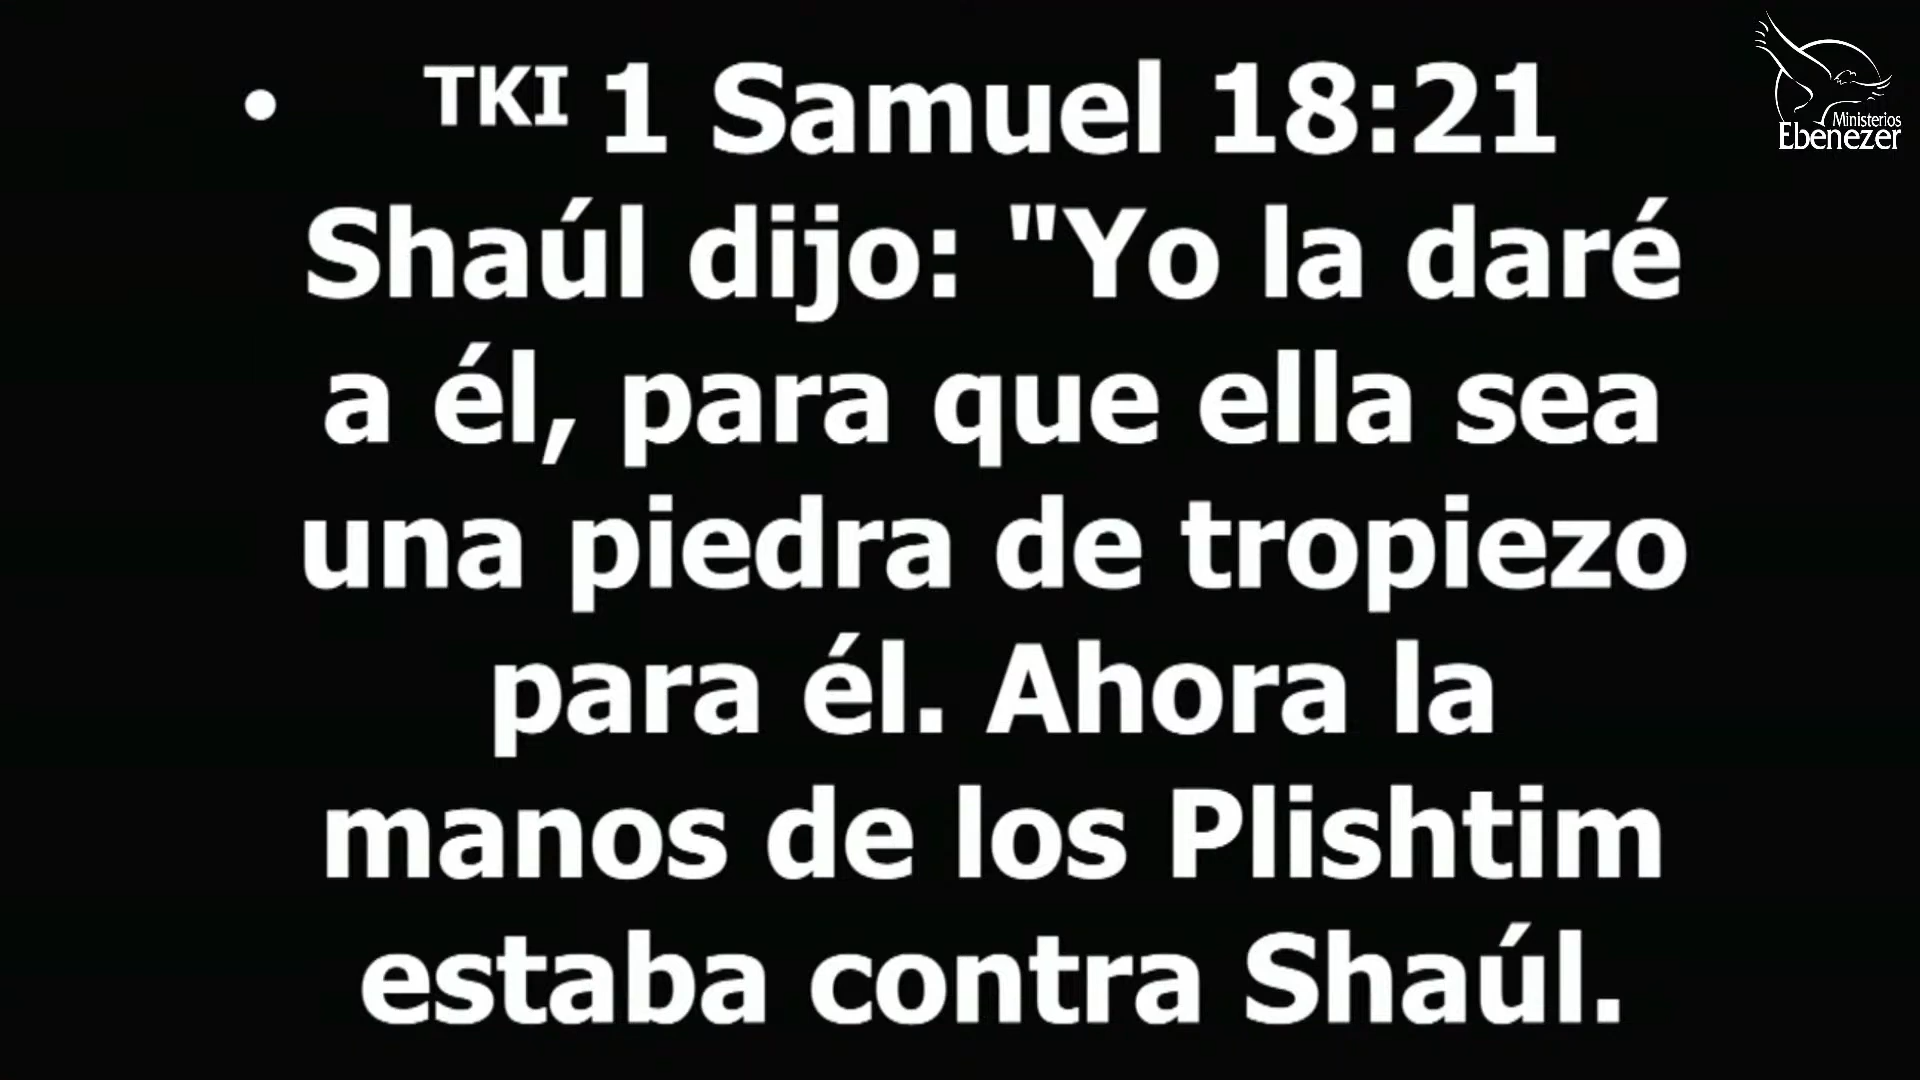 • TKI 1 Samuel 18:21
Shaúl dijo: "Yo la daré
a él, para que ella sea
una piedra de tropiezo
para él. Ahora la
manos de los Plishtim
estaba contra Shaúl.
Ministerios
Ebenezer